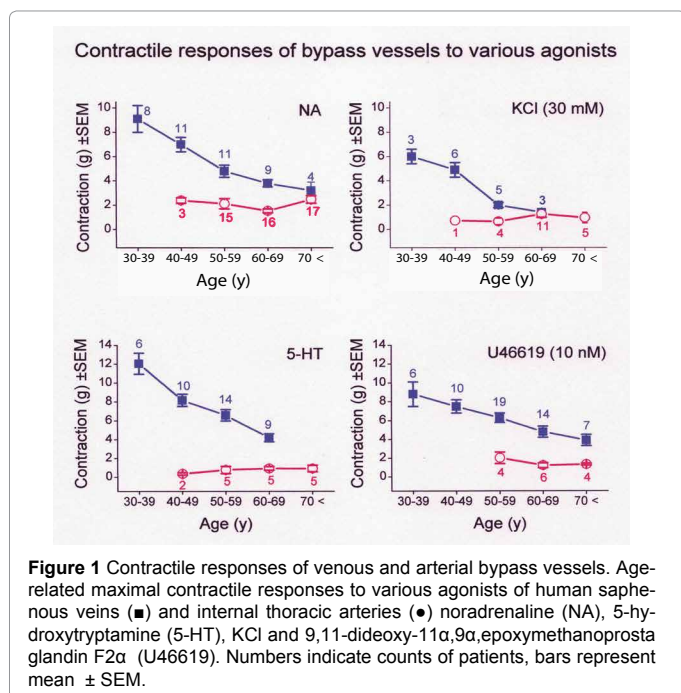 Contractile responses of bypass vessels to various agonists
NA
Contraction (g) ±SEM
10
8
6
4
2
0
8
11
11
9
4
3
15
16
17
30-39 40-49 50-59 60-69 70 <
Age (y)
KCl (30 mM)
Contraction (g) ±SEM
10
8
6
4
2
0
3
6
5
3
1
4
11
5
30-39 40-49 50-59 60-69 70 <
Age (y)
5-HT
Contraction (g) ±SEM
14
12
10
8
6
4
2
0
6
10
14
9
2
5
5
5
30-39 40-49 50-59 60-69 70 <
Age (y)
U46619 (10 nM)
Contraction (g) ±SEM
14
12
10
8
6
4
2
0
6
10
19
14
7
4
6
4
30-39 40-49 50-59 60-69 70 <
Age (y)
Figure 1 Contractile responses of venous and arterial bypass vessels. Age-
related maximal contractile responses to various agonists of human saphe-
nous veins (■) and internal thoracic arteries (●) noradrenaline (NA), 5-hy-
droxytryptamine (5-HT), KCl and 9,11-dideoxy-11α,9α,epoxymethanoprosta
glandin F2α (U46619). Numbers indicate counts of patients, bars represent
mean ± SEM.